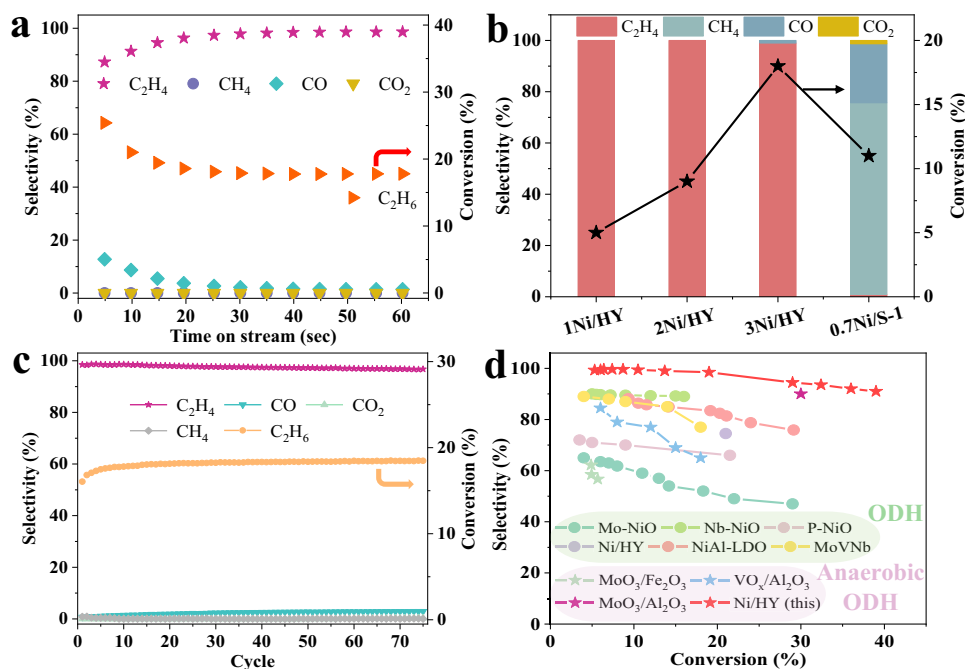 a
Selectivity (%)
100
80
60
40
20
0
C₂H₄ CH₄ CO CO₂
C₂H₆
40
30
20
10
0
Conversion (%)
0 10 20 30 40 50 60
Time on stream (sec)
b
C₂H₄ CH₄ CO CO₂
Selectivity (%)
100
80
60
40
20
0
20
15
10
5
0
Conversion (%)
1Ni/HY 2Ni/HY 3Ni/HY 0.7Ni/S-1
c
Selectivity (%)
100
80
60
40
20
0
C₂H₄ CO CO₂
CH₄ C₂H₆
30
20
10
0
Conversion (%)
0 10 20 30 40 50 60 70
Cycle
d
Selectivity (%)
100
80
60
40
20
0
ODH
Mo-NiO Nb-NiO P-NiO
Ni/HY NiAl-LDO MoVNb
Anaerobic
MoO₃/Fe₂O₃ VOₓ/Al₂O₃
MoO₃/Al₂O₃ Ni/HY (this)
ODH
0 10 20 30 40
Conversion (%)